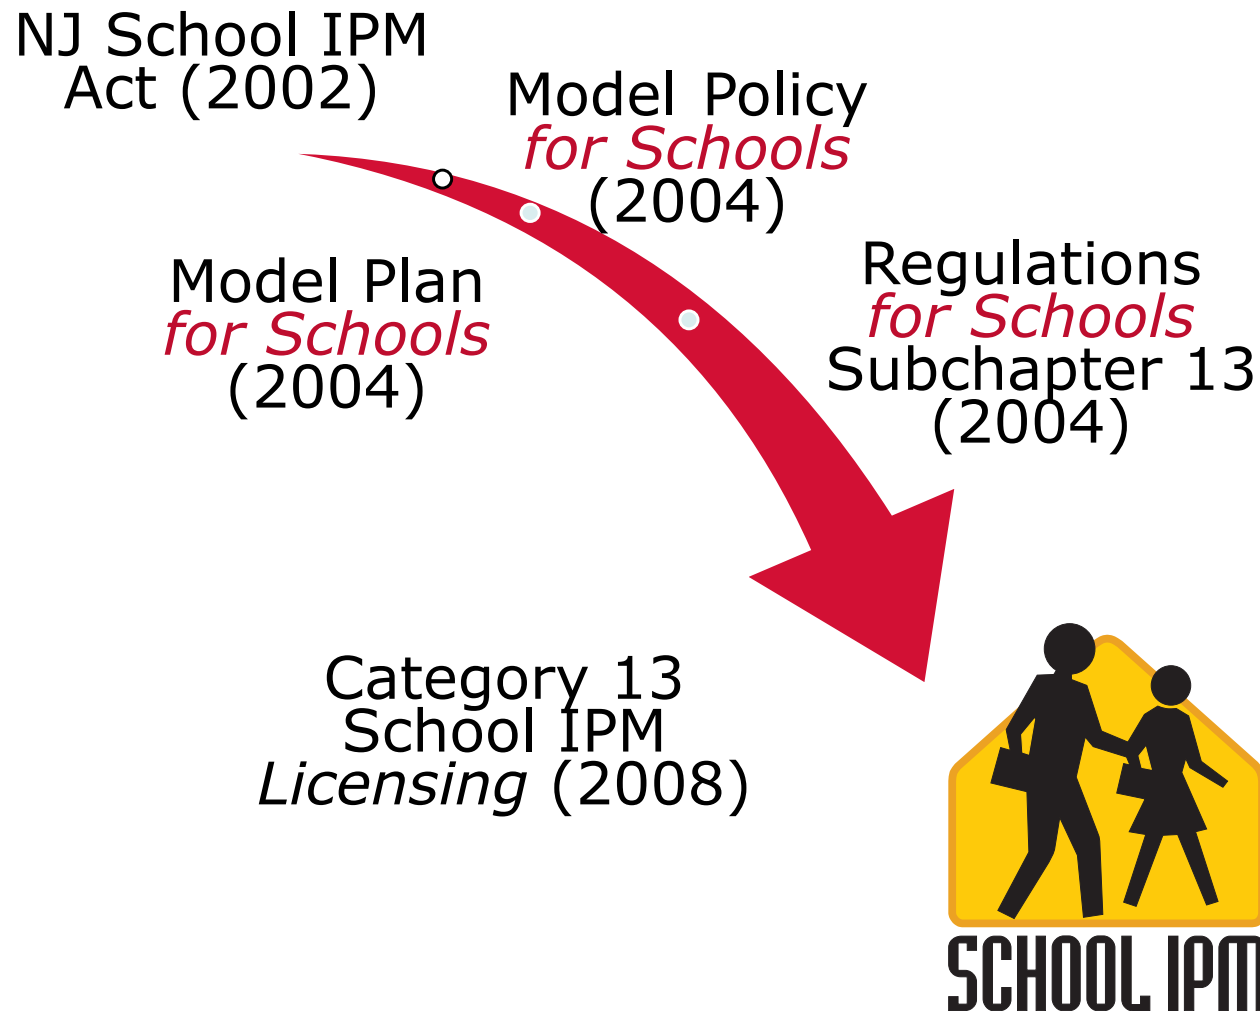 NJ School IPM
Act (2002)
Model Policy
for Schools
(2004)
Model Plan
for Schools
(2004)
Regulations
for Schools
Subchapter 13
(2004)
Category 13
School IPM
Licensing (2008)
SCHOOL IPM